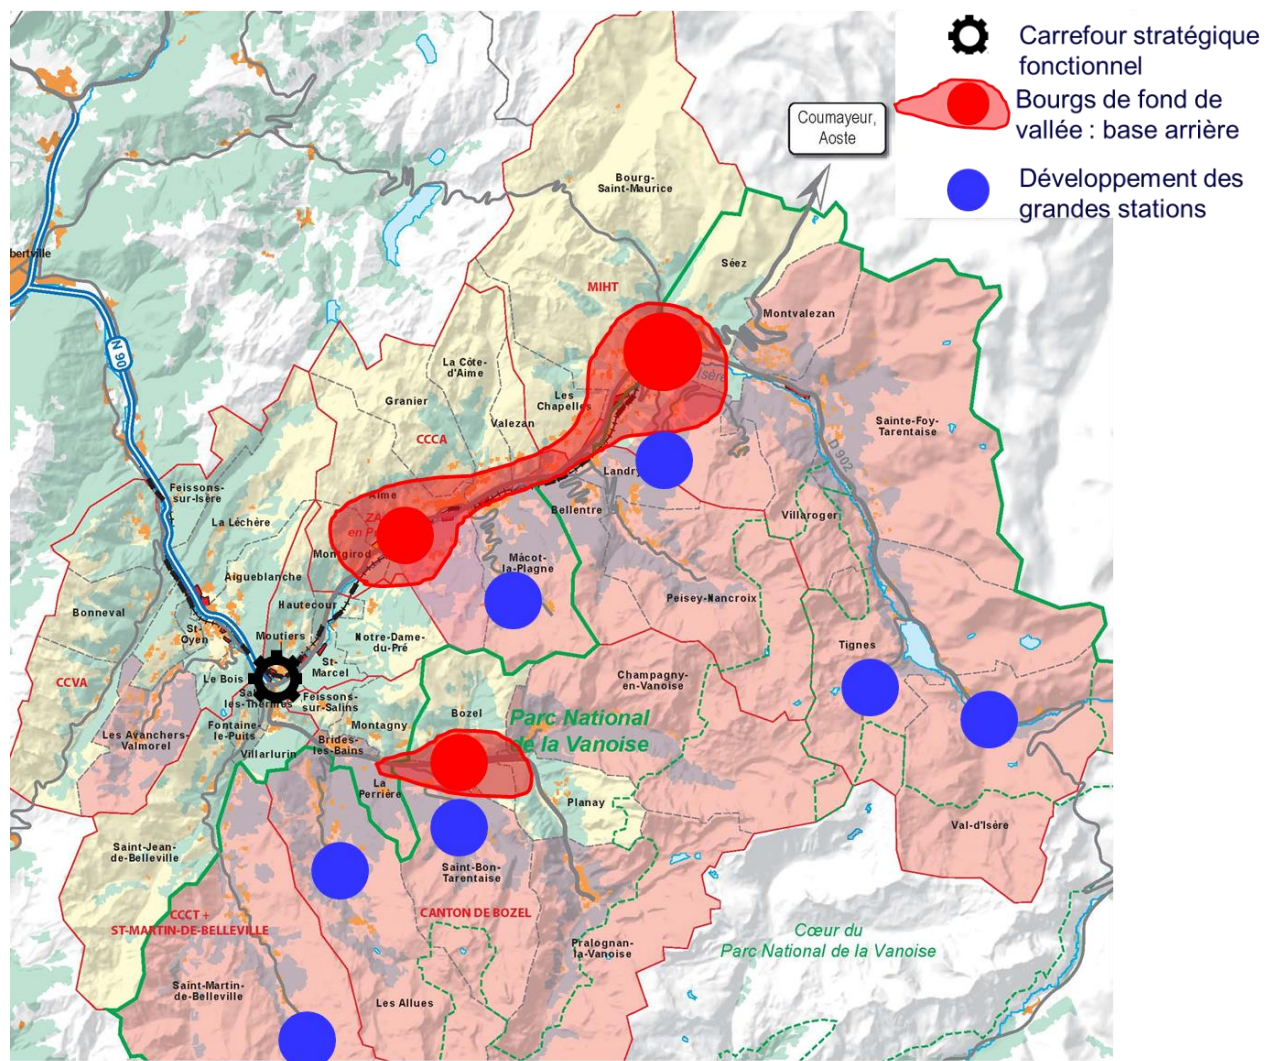 Carrefour stratégique
fonctionnel
Bourgs de fond de
vallée : base arrière
Développement des
grandes stations
Coumayeur,
Aoste
Bourg-
Saint-Maurice
Séez
MIHT
Montvalezan
bertville
N 90
La Côte-
d'Aime
Granier
Les
Chapelles
Valezan
Isère
CCCA
Sainte-Foy-
Tarentaise
D 902
Landry
Feissons-
sur-Isère
Aime
La Léchère
Bellentre
Villaroger
ZA
en P
Montgirod
Mâcot-
la-Plagne
Aigueblanche
Peisey-Nancroix
Bonneval
Hautecour
St-
Oyen
Moutiers
Notre-Dame-
du-Pré
Tignes
St-
Marcel
Le Bois
CCVA
Champagny-
en-Vanoise
les-Thermes
Feissons-
sur-Salins
Bozel
Parc National
de la Vanoise
Fontaine-
le-Puits
Montagny
Les Avanchers-
Valmorel
Brides-
les-Bains
Villarlurin
La
Perrière
Planay
Val-d'Isère
Saint-Jean-
de-Belleville
Saint-Bon-
Tarentaise
CCCT +
ST-MARTIN-DE-BELLEVILLE
CANTON DE BOZEL
Cœur du
Parc National de la Vanoise
Pralognan-
la-Vanoise
Saint-Martin-
de-Belleville
Les Allues